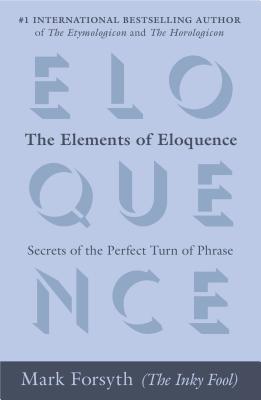 #1 INTERNATIONAL BESTSELLING AUTHOR
of The Etymologicon and The Horologicon
ELO
The Elements of Eloquence
QUE
Secrets of the Perfect Turn of Phrase
NCE
Mark Forsyth (The Inky Fool)